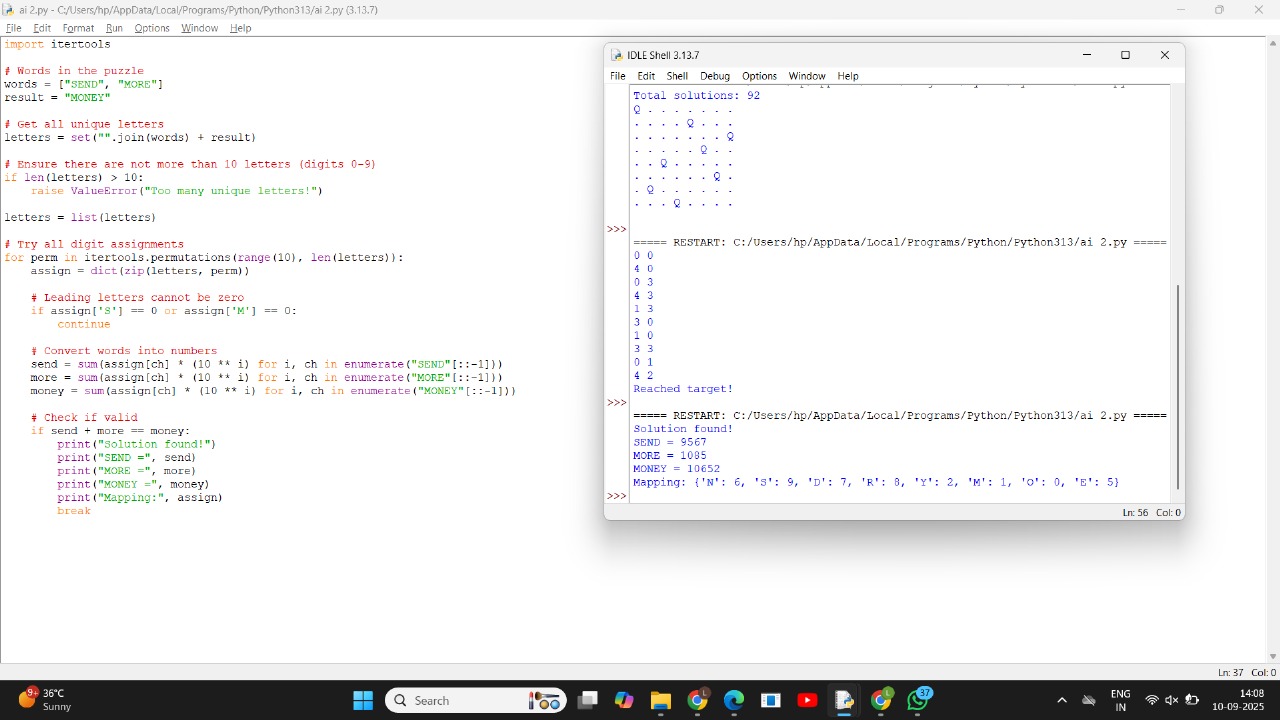 ai 2.py - C:/Users/hp/AppData/Local/Programs/Python/Python313/ai 2.py (3.13.7)
File Edit Format Run Options Window Help
import itertools
# Words in the puzzle
words = ["SEND", "MORE"]
result = "MONEY"
# Get all unique letters
letters = set("".join(words) + result)
# Ensure there are not more than 10 letters (digits 0-9)
if len(letters) > 10:
    raise ValueError("Too many unique letters!")
letters = list(letters)
# Try all digit assignments
for perm in itertools.permutations(range(10), len(letters)):
    assign = dict(zip(letters, perm))
    # Leading letters cannot be zero
    if assign['S'] == 0 or assign['M'] == 0:
        continue
    # Convert words into numbers
    send = sum(assign[ch] * (10 ** i) for i, ch in enumerate("SEND"[::-1]))
    more = sum(assign[ch] * (10 ** i) for i, ch in enumerate("MORE"[::-1]))
    money = sum(assign[ch] * (10 ** i) for i, ch in enumerate("MONEY"[::-1]))
    # Check if valid
    if send + more == money:
        print("Solution found!")
        print("SEND =", send)
        print("MORE =", more)
        print("MONEY =", money)
        print("Mapping:", assign)
        break
IDLE Shell 3.13.7
File Edit Shell Debug Options Window Help
Total solutions: 92
Q . . . . . . .
. . . . Q . . .
. . . . . . . Q
. . . . . Q . .
. . Q . . . . .
. . . . . . Q .
. Q . . . . . .
. . . Q . . . .
>>>
===== RESTART: C:/Users/hp/AppData/Local/Programs/Python/Python313/ai 2.py =====
0 0
4 0
0 3
4 3
1 3
3 0
1 0
3 3
0 1
4 2
Reached target!
>>>
===== RESTART: C:/Users/hp/AppData/Local/Programs/Python/Python313/ai 2.py =====
Solution found!
SEND = 9567
MORE = 1085
MONEY = 10652
Mapping: {'N': 6, 'S': 9, 'D': 7, 'R': 8, 'Y': 2, 'M': 1, 'O': 0, 'E': 5}
>>>
Ln: 56 Col: 0
Ln: 37 Col: 0
9+
36°C
Sunny
Search
L
L
37
ENG
IN
14:08
10-09-2025